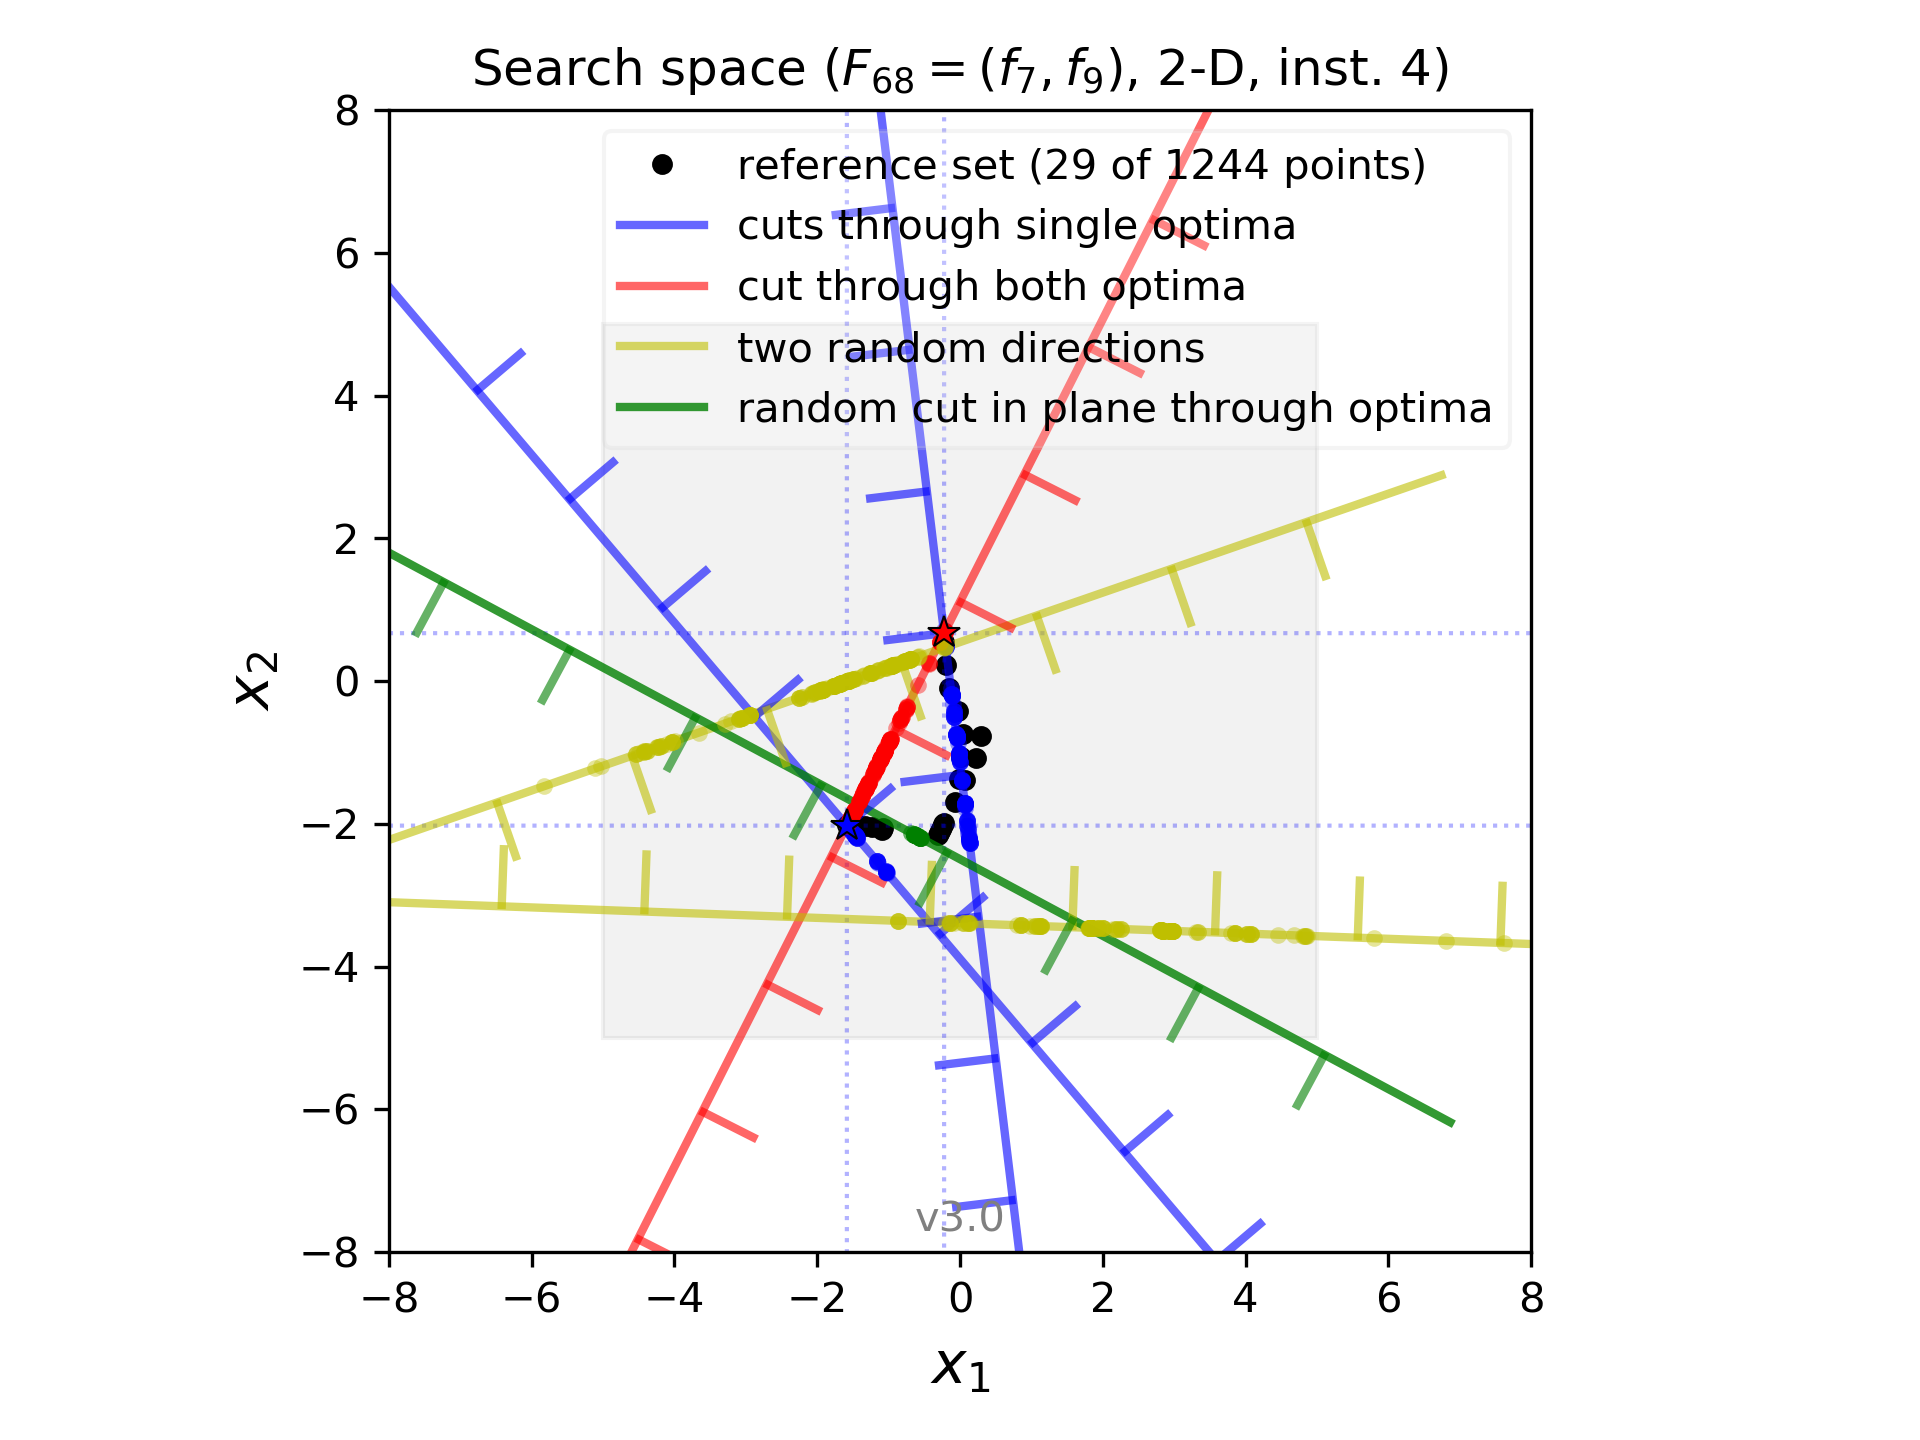 Search space (F68 = (f7, f9), 2-D, inst. 4)
reference set (29 of 1244 points)
cuts through single optima
cut through both optima
two random directions
random cut in plane through optima
8
6
4
2
0
−2
−4
−6
−8
x2
v3.0
−8 −6 −4 −2 0 2 4 6 8
x1